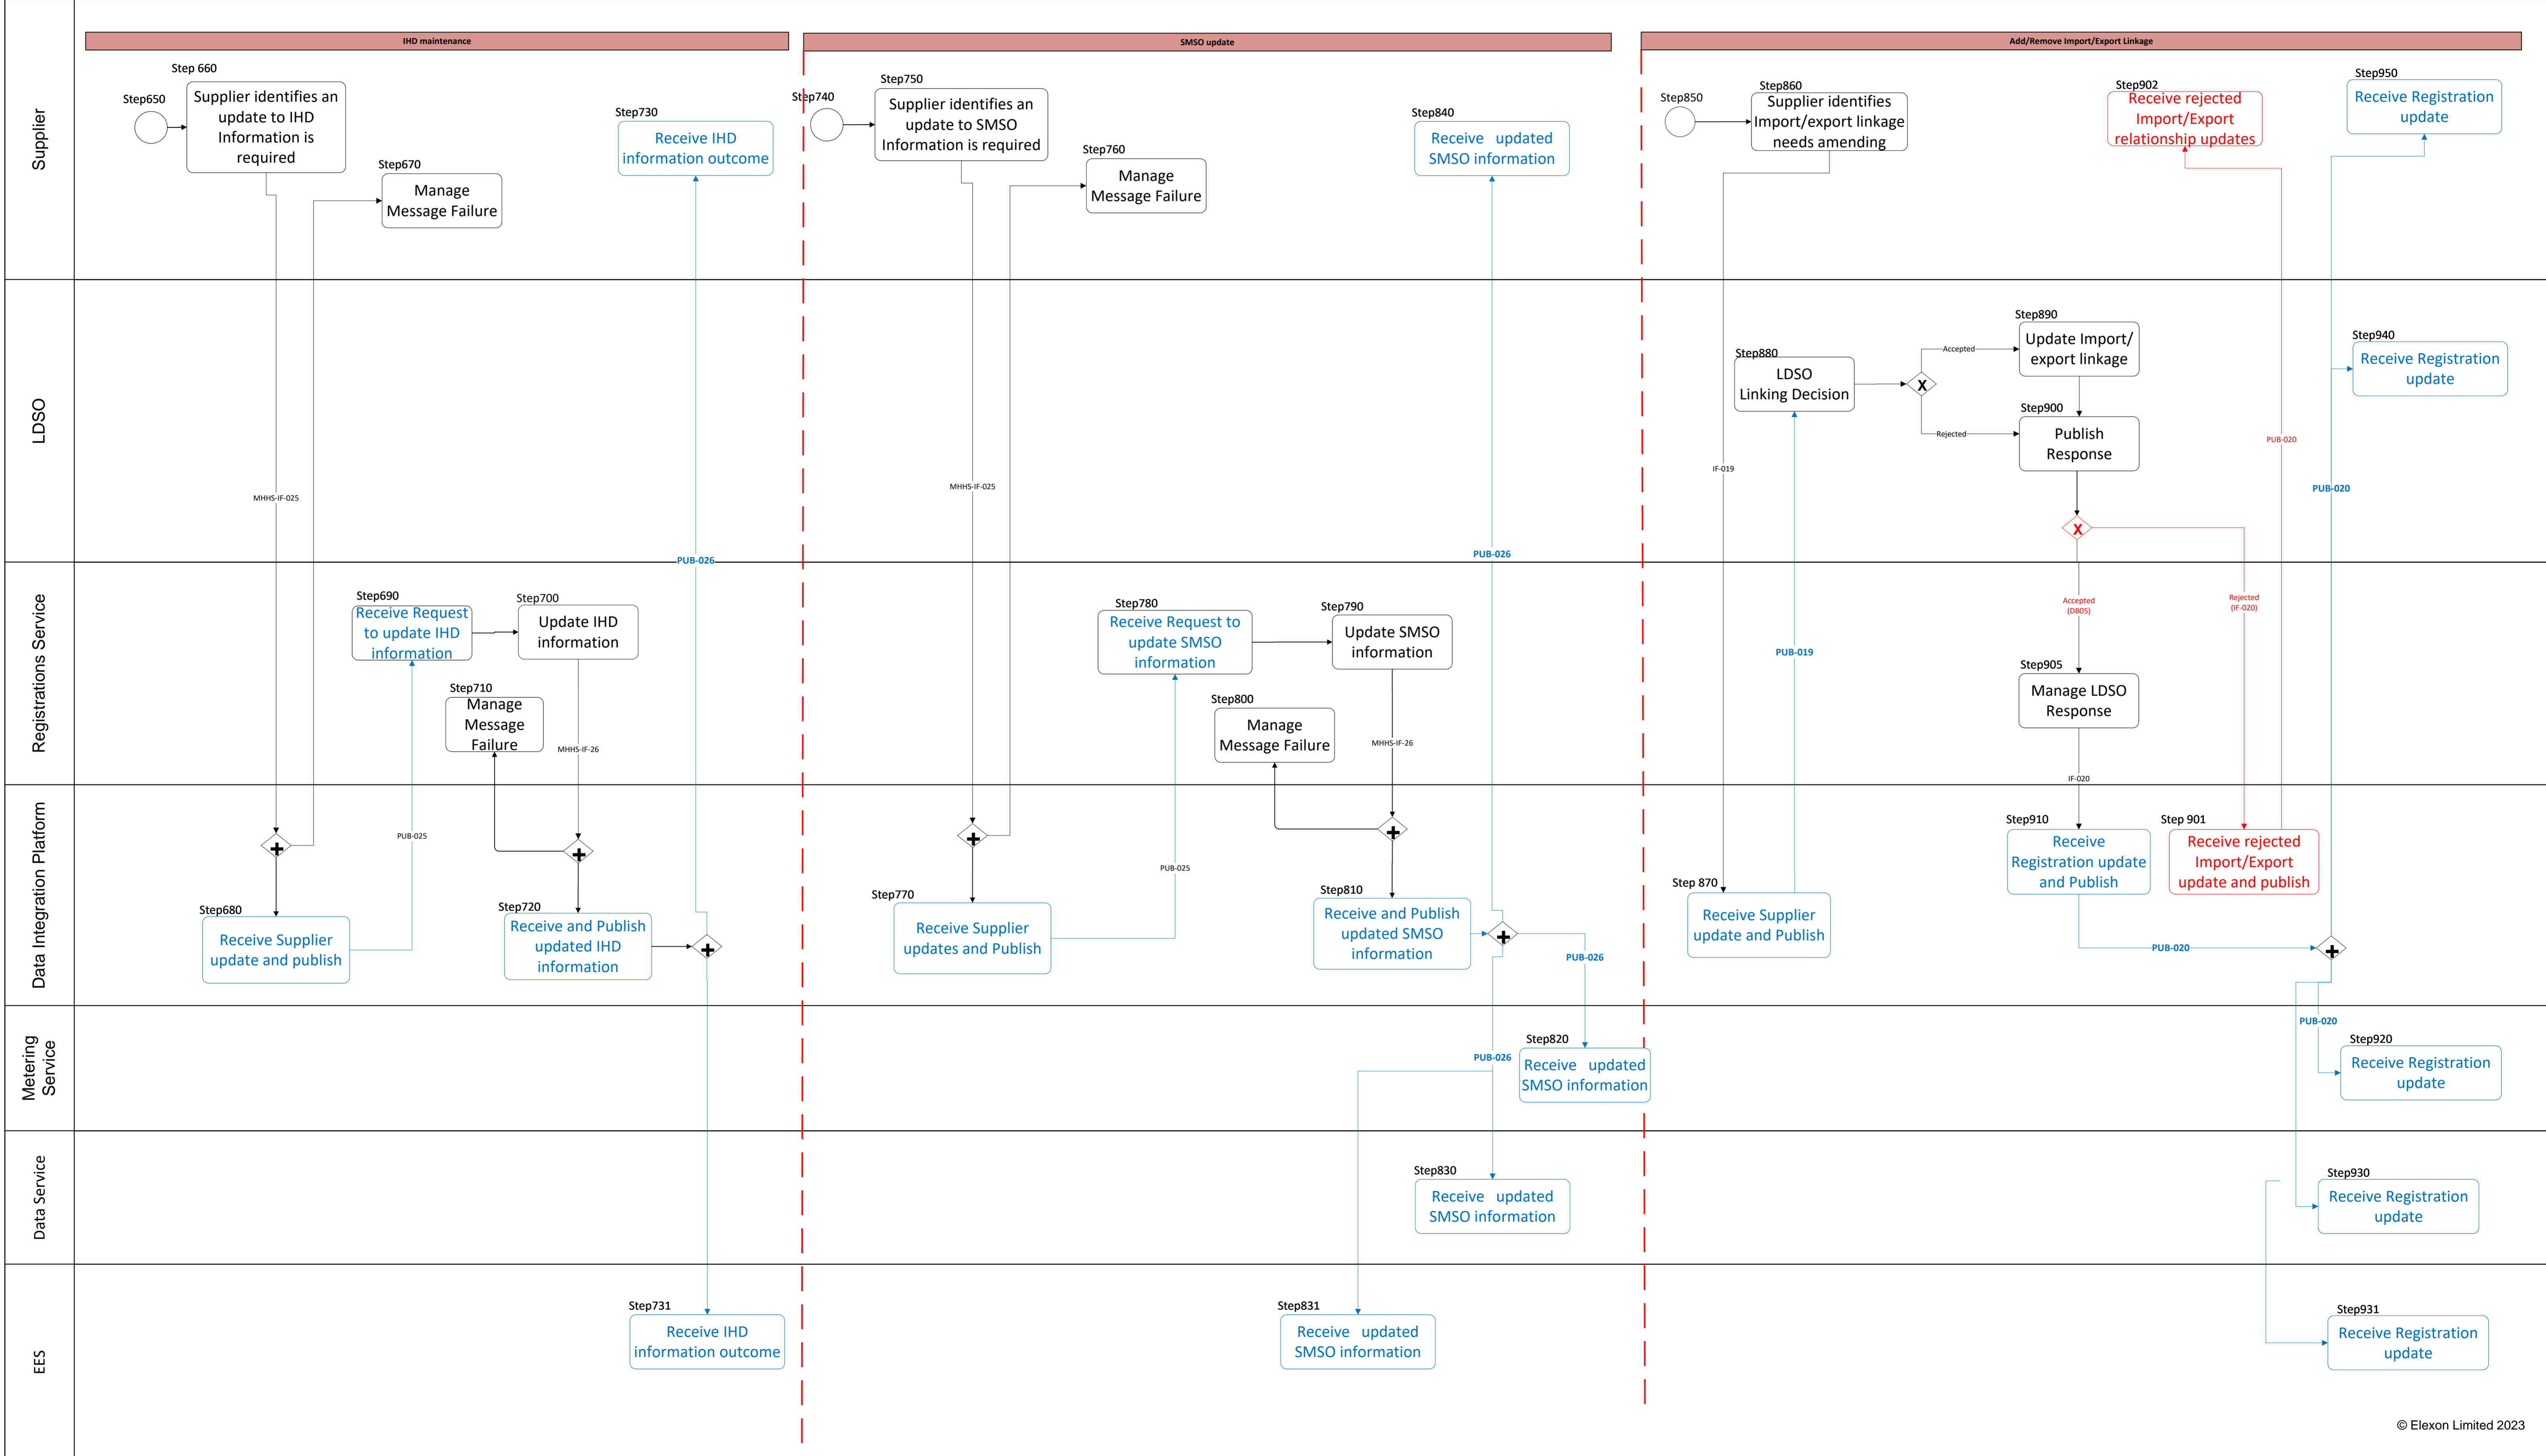 IHD maintenance
SMSO update
Add/Remove Import/Export Linkage
Supplier
Step650
Step 660
Supplier identifies an
update to IHD
Information is
required
Step670
Manage
Message Failure
Step730
Receive IHD
information outcome
Step740
Step750
Supplier identifies an
update to SMSO
Information is required
Step760
Manage
Message Failure
Step840
Receive updated
SMSO information
Step850
Step860
Supplier identifies
Import/export linkage
needs amending
Step902
Receive rejected
Import/Export
relationship updates
Step950
Receive Registration
update
LDSO
MHHS-IF-025
PUB-026
MHHS-IF-025
PUB-026
IF-019
Step880
LDSO
Linking Decision
X
Accepted
Rejected
Step890
Update Import/
export linkage
Step900
Publish
Response
X
PUB-020
PUB-020
Step940
Receive Registration
update
Registrations Service
Step690
Receive Request
to update IHD
information
Step700
Update IHD
information
Step710
Manage
Message
Failure
MHHS-IF-26
Step780
Receive Request to
update SMSO
information
Step790
Update SMSO
information
Step800
Manage
Message Failure
MHHS-IF-26
PUB-019
Accepted
(DB05)
Rejected
(IF-020)
Step905
Manage LDSO
Response
IF-020
Data Integration Platform
PUB-025
Step680
Receive Supplier
update and publish
Step720
Receive and Publish
updated IHD
information
PUB-025
Step770
Receive Supplier
updates and Publish
Step810
Receive and Publish
updated SMSO
information
PUB-026
Step 870
Receive Supplier
update and Publish
Step910
Receive
Registration update
and Publish
Step 901
Receive rejected
Import/Export
update and publish
PUB-020
Metering
Service
PUB-026
Step820
Receive updated
SMSO information
PUB-020
Step920
Receive Registration
update
Data Service
Step830
Receive updated
SMSO information
Step930
Receive Registration
update
EES
Step731
Receive IHD
information outcome
Step831
Receive updated
SMSO information
Step931
Receive Registration
update
© Elexon Limited 2023